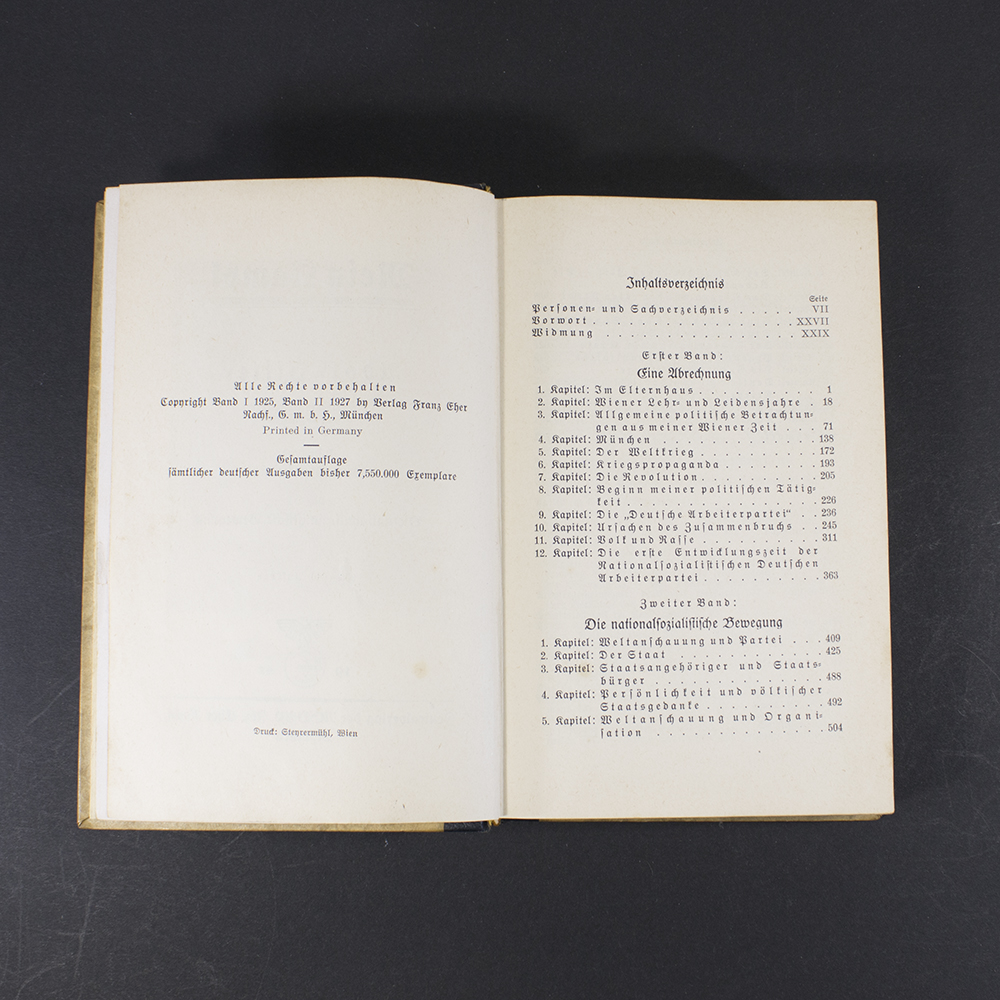 Alle Rechte vorbehalten
Copyright Band I 1925, Band II 1927 by Verlag Franz Eher
Nachf., G. m. b. H., München
Printed in Germany
Gesamtauflage
sämtlicher deutscher Ausgaben bisher 7,550.000 Exemplare
Druck: Steyrermühl, Wien
Inhaltsverzeichnis
Seite
Personen- und Sachverzeichnis . . . . . VII
Vorwort . . . . . . . . . . . . . . . . . . XXVII
Widmung . . . . . . . . . . . . . . . . . XXIX
Erster Band:
Eine Abrechnung
1. Kapitel: Im Elternhaus . . . . . . . . . . . 1
2. Kapitel: Wiener Lehr- und Leidensjahre . . 18
3. Kapitel: Allgemeine politische Betrachtun-
gen aus meiner Wiener Zeit . . . 71
4. Kapitel: München . . . . . . . . . . . . . 138
5. Kapitel: Der Weltkrieg . . . . . . . . . . 172
6. Kapitel: Kriegspropaganda . . . . . . . . 193
7. Kapitel: Die Revolution . . . . . . . . . . 205
8. Kapitel: Beginn meiner politischen Tätig-
keit . . . . . . . . . . . . . . . 226
9. Kapitel: Die „Deutsche Arbeiterpartei“ . . 236
10. Kapitel: Ursachen des Zusammenbruchs . . 245
11. Kapitel: Volk und Rasse . . . . . . . . . . 311
12. Kapitel: Die erste Entwicklungszeit der
Nationalsozialistischen Deutschen
Arbeiterpartei . . . . . . . . . . 363
Zweiter Band:
Die nationalsozialistische Bewegung
1. Kapitel: Weltanschauung und Partei . . . 409
2. Kapitel: Der Staat . . . . . . . . . . . . 425
3. Kapitel: Staatsangehöriger und Staats-
bürger . . . . . . . . . . . . . 488
4. Kapitel: Persönlichkeit und völkischer
Staatsgedanke . . . . . . . . . . 492
5. Kapitel: Weltanschauung und Organi-
sation . . . . . . . . . . . . . 504